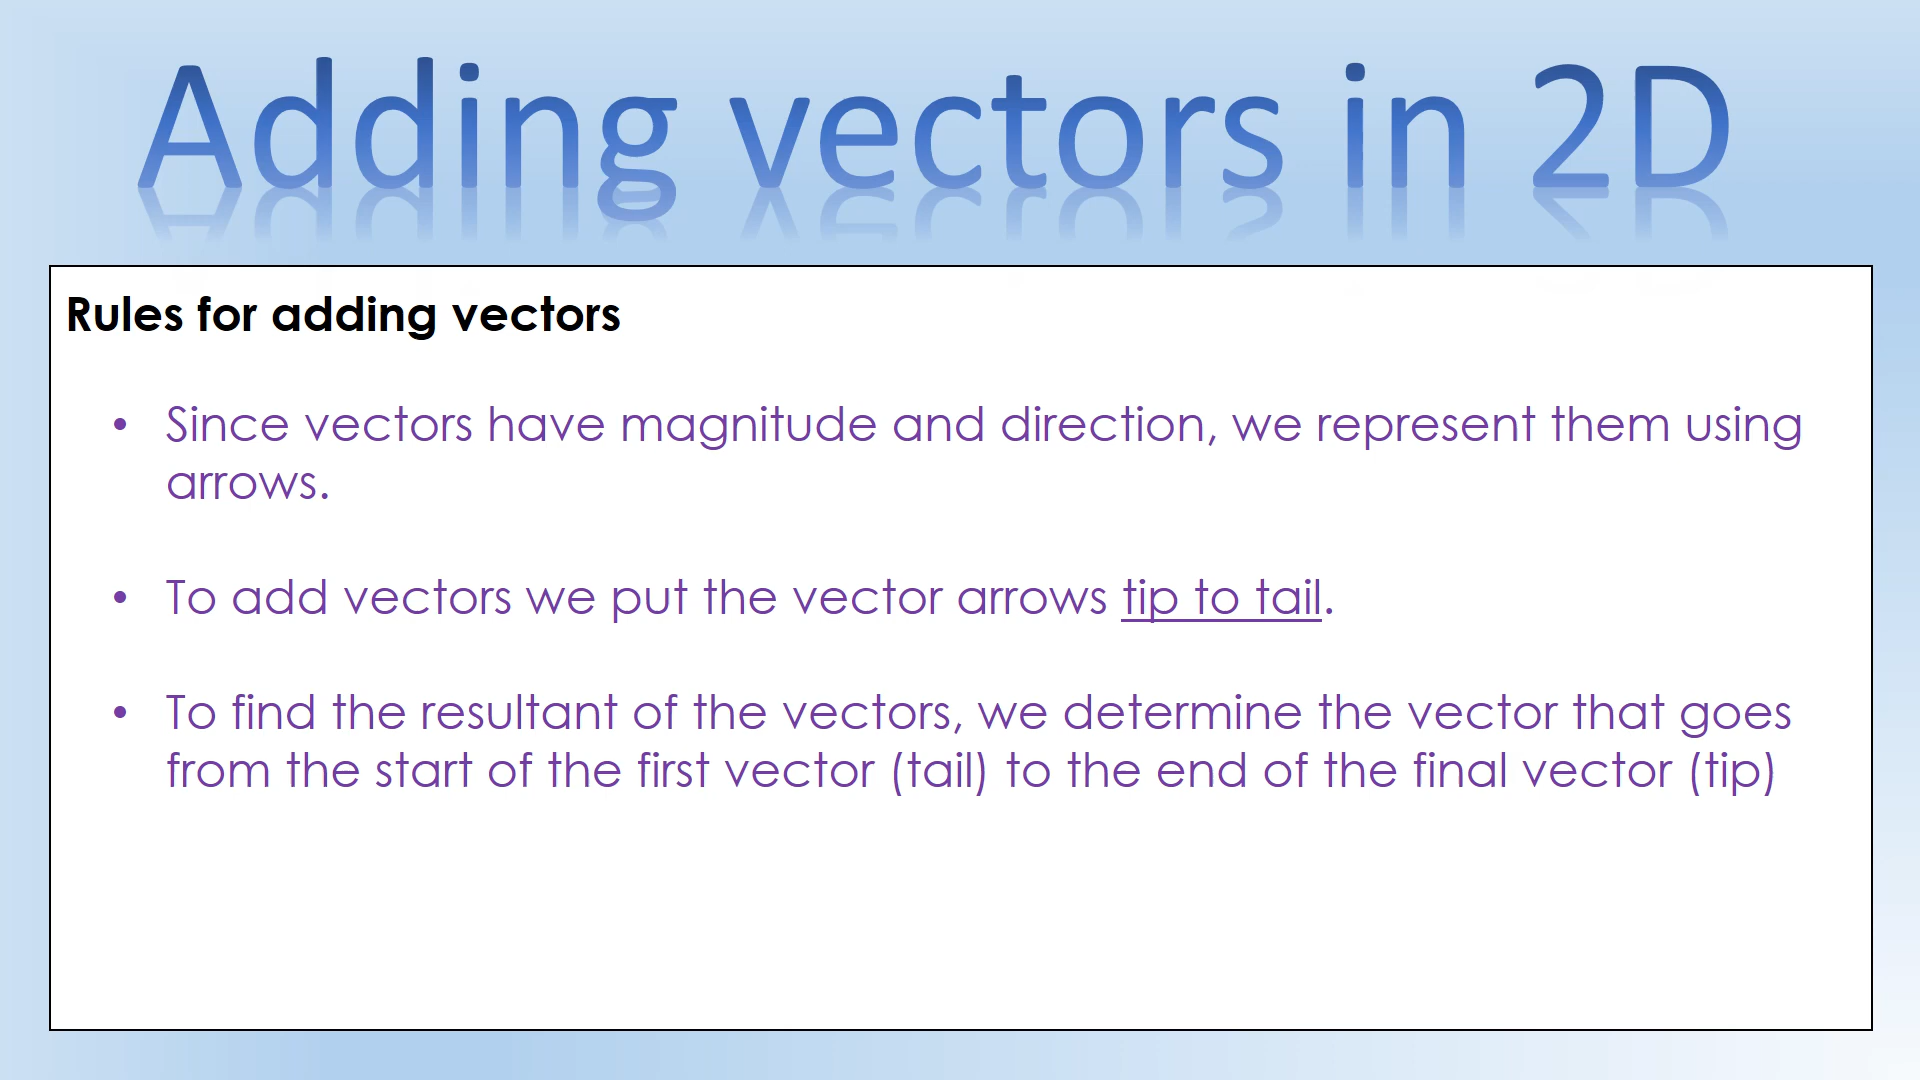 Adding vectors in 2D
Rules for adding vectors
• Since vectors have magnitude and direction, we represent them using
arrows.
• To add vectors we put the vector arrows tip to tail.
• To find the resultant of the vectors, we determine the vector that goes
from the start of the first vector (tail) to the end of the final vector (tip)